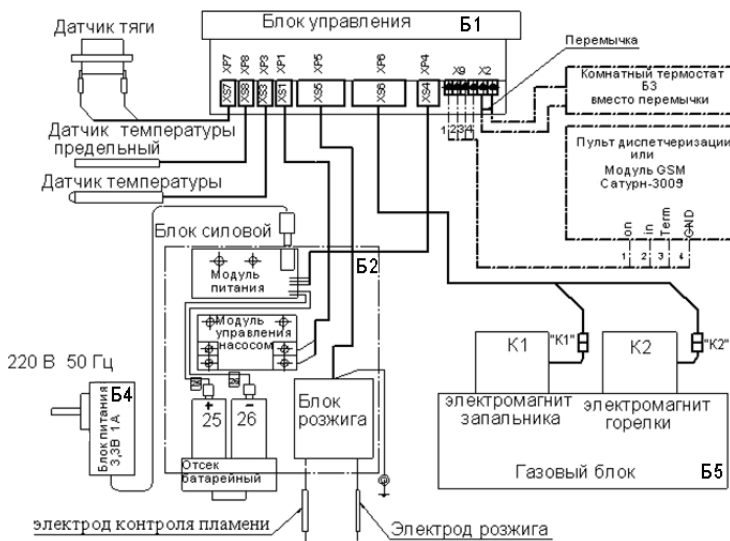 Блок управления Б1
Датчик тяги
XP7 XP8 XP3 XP1 XP5 XP6 XP4 X9 X2
XS7 XS8 XS3 XS1 XS5 XS6 XS4
Перемычка
Комнатный термостат
Б3
вместо перемычки
1 2 3 4
Датчик температуры
предельный
Датчик температуры
Пульт диспетчеризации
или
Модуль GSM
Сатурн-3009
on in Term GND
1 2 3 4
Блок силовой
Б2
Модуль
питания
Модуль
управления
насосом
220 В 50 Гц
Б4
Блок питания
3,3В 1А
+ -
25 26
Отсек
батарейный
Блок
розжига
К1 "К1"
К2 "К2"
электромагнит
запальника
электромагнит
горелки
Газовый блок Б5
электрод контроля пламени
Электрод розжига